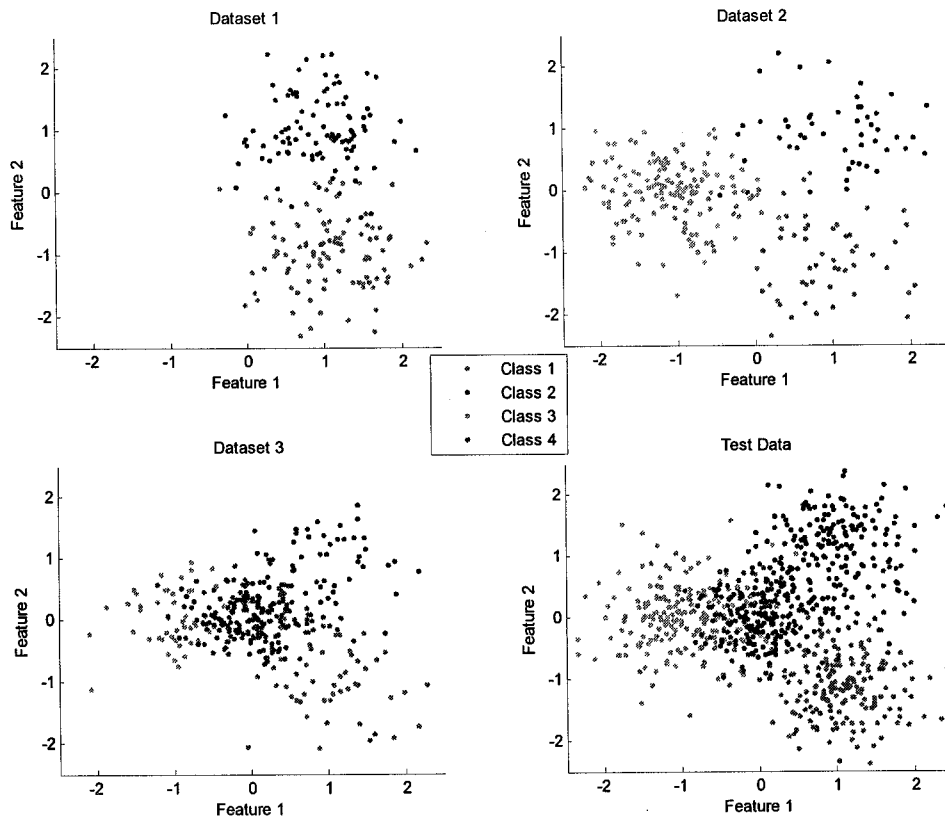 Dataset 1
2
1
0
-1
-2
Feature 2
-2
-1
0
1
2
Feature 1
Dataset 2
2
1
0
-1
-2
Feature 2
-2
-1
0
1
2
Feature 1
Class 1
Class 2
Class 3
Class 4
Dataset 3
2
1
0
-1
-2
Feature 2
-2
-1
0
1
2
Feature 1
Test Data
2
1
0
-1
-2
Feature 2
-2
-1
0
1
2
Feature 1